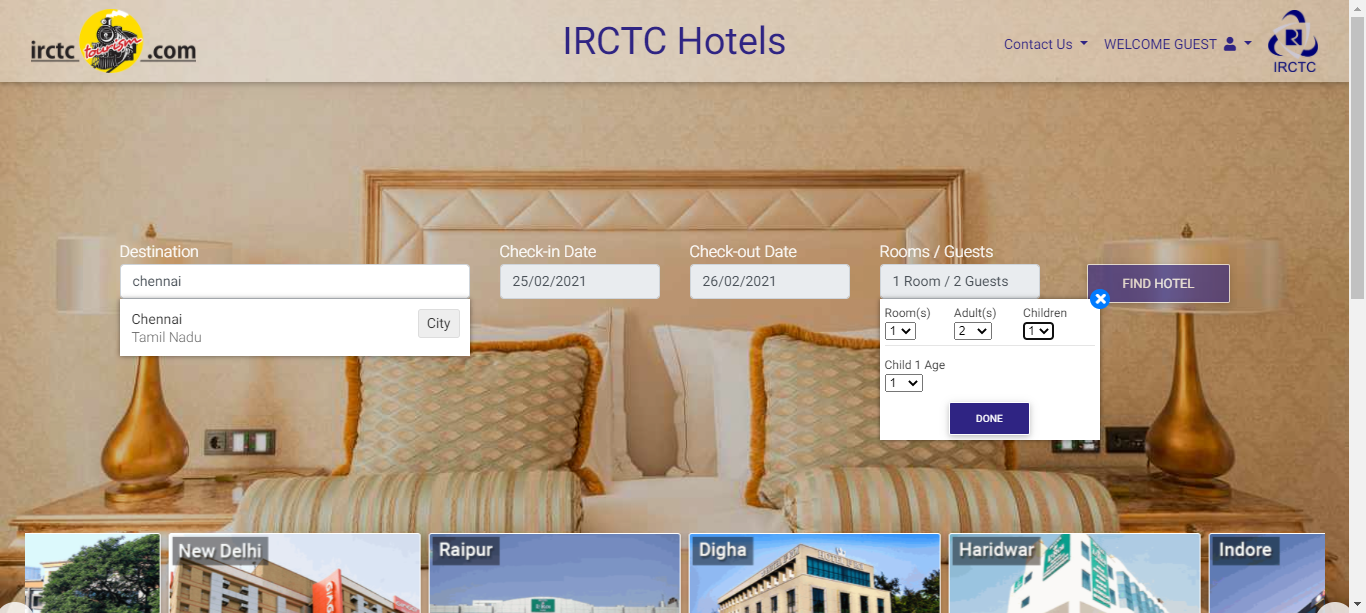 irctc tourism .com
IRCTC Hotels
Contact Us
WELCOME GUEST
IRCTC
Destination
Check-in Date
Check-out Date
Rooms / Guests
chennai
25/02/2021
26/02/2021
1 Room / 2 Guests
FIND HOTEL
Chennai
Tamil Nadu
City
Room(s)
Adult(s)
Children
1
2
1
Child 1 Age
1
DONE
New Delhi
Raipur
Digha
Haridwar
Indore